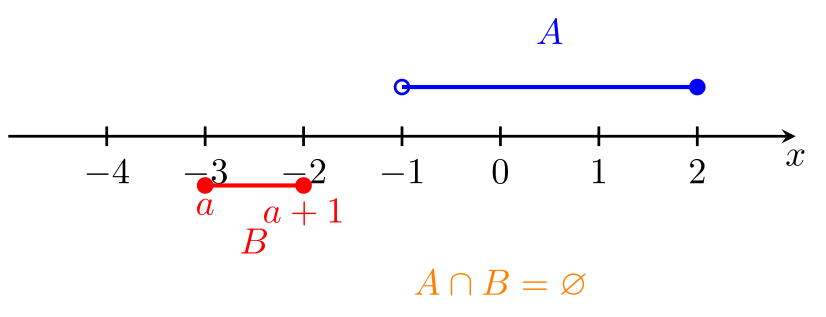 A
−4 −3 −2 −1 0 1 2 x
a a + 1
B
A ∩ B = ∅